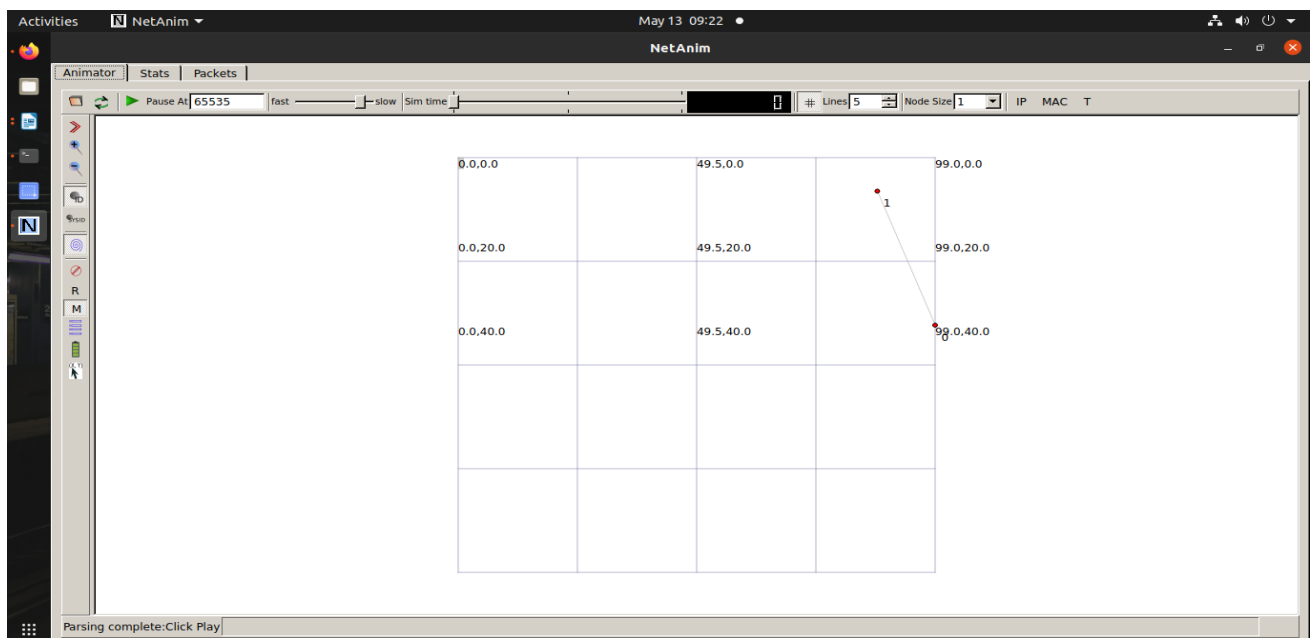 Activities NetAnim May 13 09:22
NetAnim
Animator Stats Packets
Pause At 65535 fast slow Sim time 0 # Lines 5 Node Size 1 IP MAC T
0.0,0.0 49.5,0.0 99.0,0.0
1
ID
SYSID
0.0,20.0 49.5,20.0 99.0,20.0
R
M
0.0,40.0 49.5,40.0 99.0,40.0
0
(X,Y)
Parsing complete:Click Play